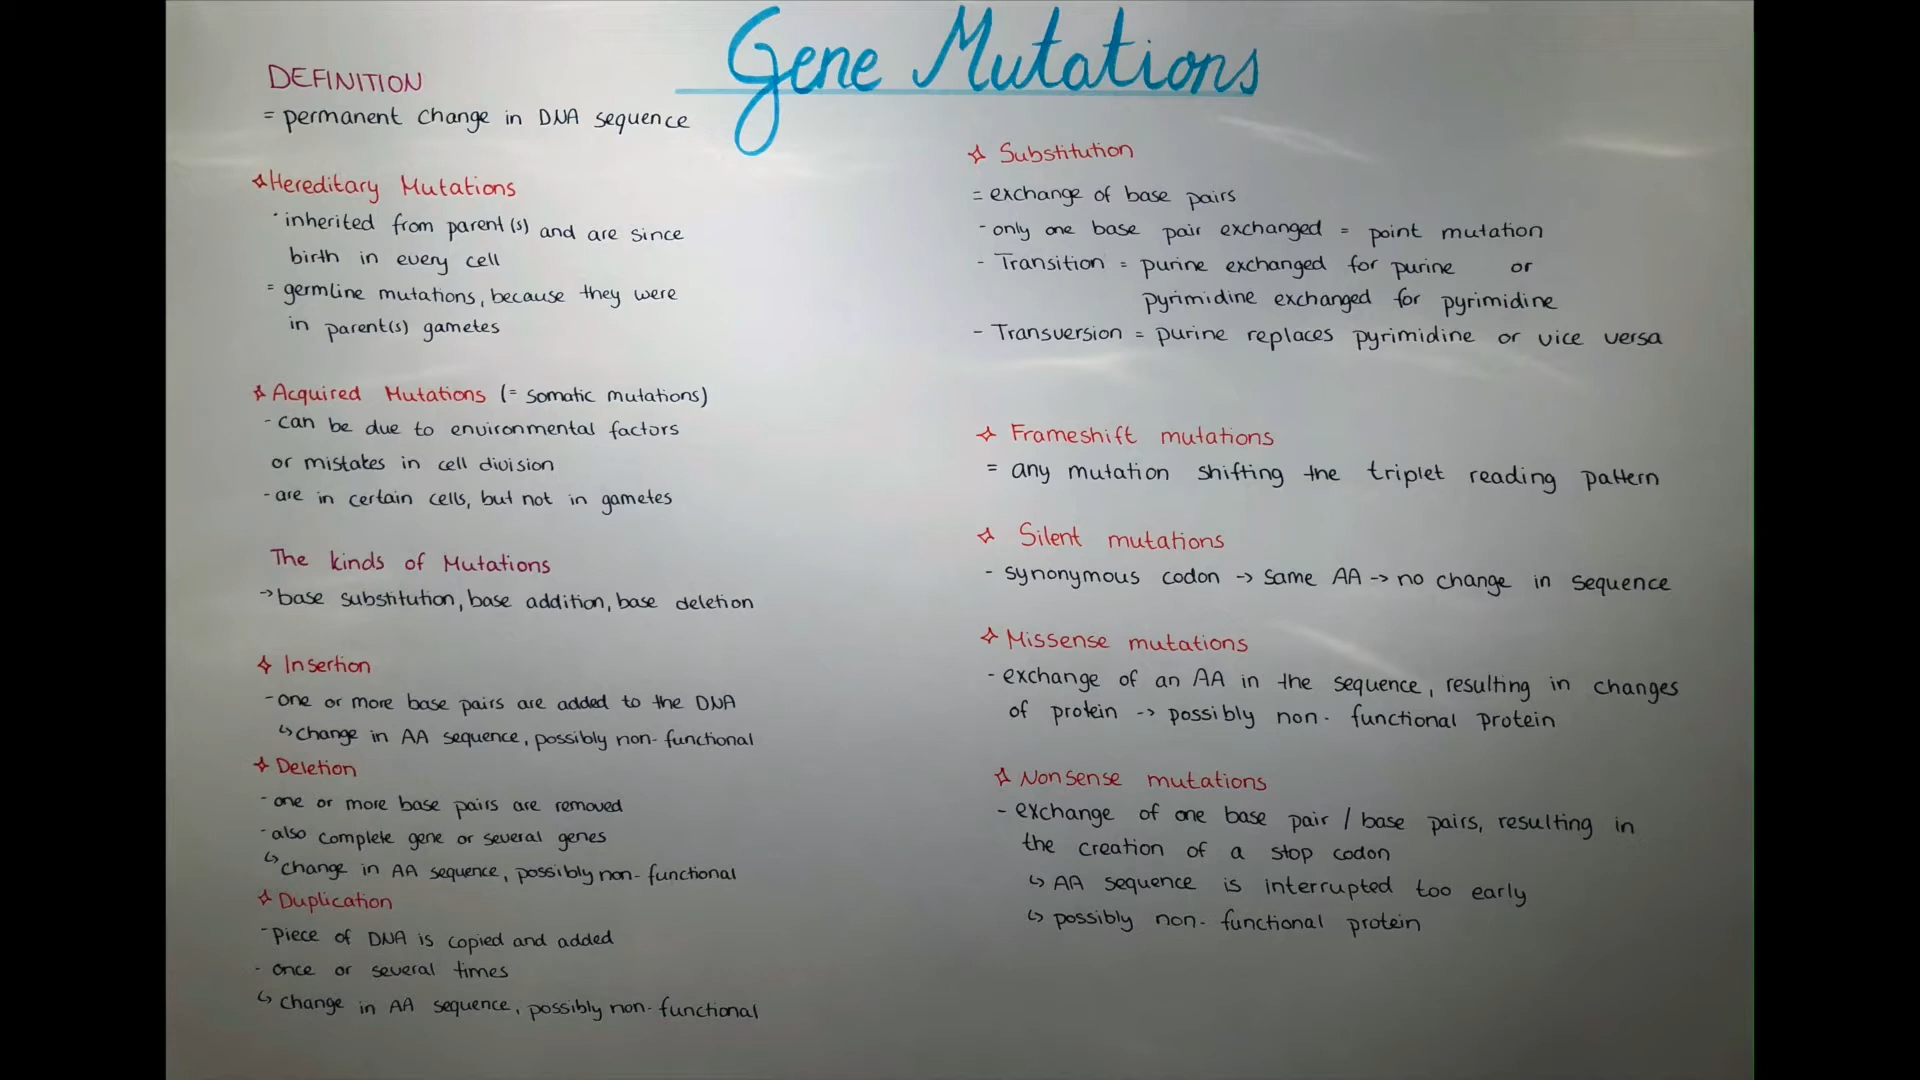 Gene Mutations
DEFINITION
= permanent change in DNA sequence
Hereditary Mutations
· inherited from parent(s) and are since
birth in every cell
= germline mutations, because they were
in parent(s) gametes
Acquired Mutations (= somatic mutations)
- can be due to environmental factors
or mistakes in cell division
- are in certain cells, but not in gametes
The kinds of Mutations
→ base substitution, base addition, base deletion
Insertion
- one or more base pairs are added to the DNA
↳ change in AA sequence, possibly non-functional
Deletion
- one or more base pairs are removed
- also complete gene or several genes
↳ change in AA sequence, possibly non-functional
Duplication
- piece of DNA is copied and added
- once or several times
↳ change in AA sequence, possibly non-functional
Substitution
= exchange of base pairs
- only one base pair exchanged = point mutation
- Transition = purine exchanged for purine or
pyrimidine exchanged for pyrimidine
- Transversion = purine replaces pyrimidine or vice versa
Frameshift mutations
= any mutation shifting the triplet reading pattern
Silent mutations
- synonymous codon → same AA → no change in sequence
Missense mutations
- exchange of an AA in the sequence, resulting in changes
of protein → possibly non-functional protein
Nonsense mutations
- exchange of one base pair / base pairs, resulting in
the creation of a stop codon
↳ AA sequence is interrupted too early
↳ possibly non-functional protein